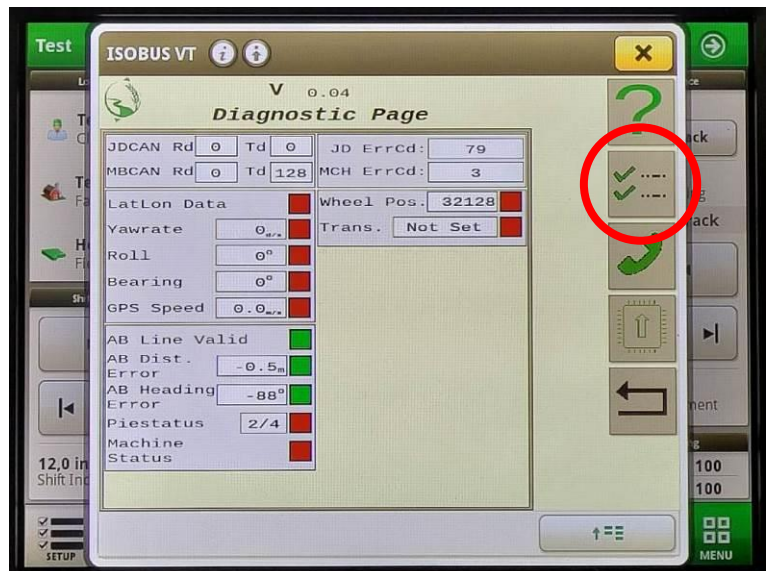 Test
ISOBUS VT
V 0.04
Diagnostic Page
JDCAN Rd 0 Td 0
MBCAN Rd 0 Td 128
JD ErrCd: 79
MCH ErrCd: 3
LatLon Data
Yawrate 0
Roll 0°
Bearing 0°
GPS Speed 0.0
Wheel Pos. 32128
Trans. Not Set
AB Line Valid
AB Dist.
Error -0.5m
AB Heading
Error -88°
Piestatus 2/4
Machine
Status
12,0 in
100
100
SETUP
MENU